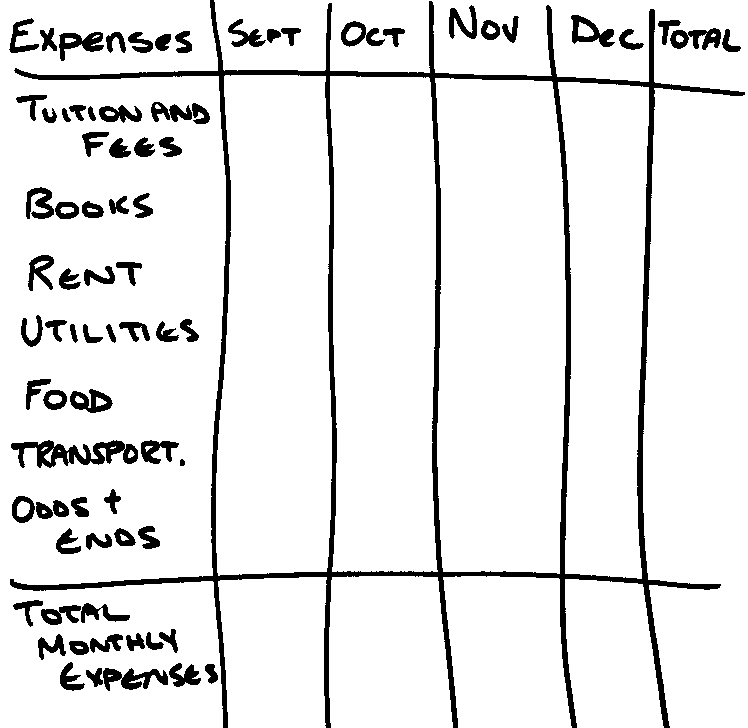 Expenses SEPT OCT NOV Dec TOTAL
TUITION AND
FEES
BOOKS
RENT
UTILITIES
FOOD
TRANSPORT.
ODDS +
ENDS
TOTAL
MONTHLY
EXPENSES